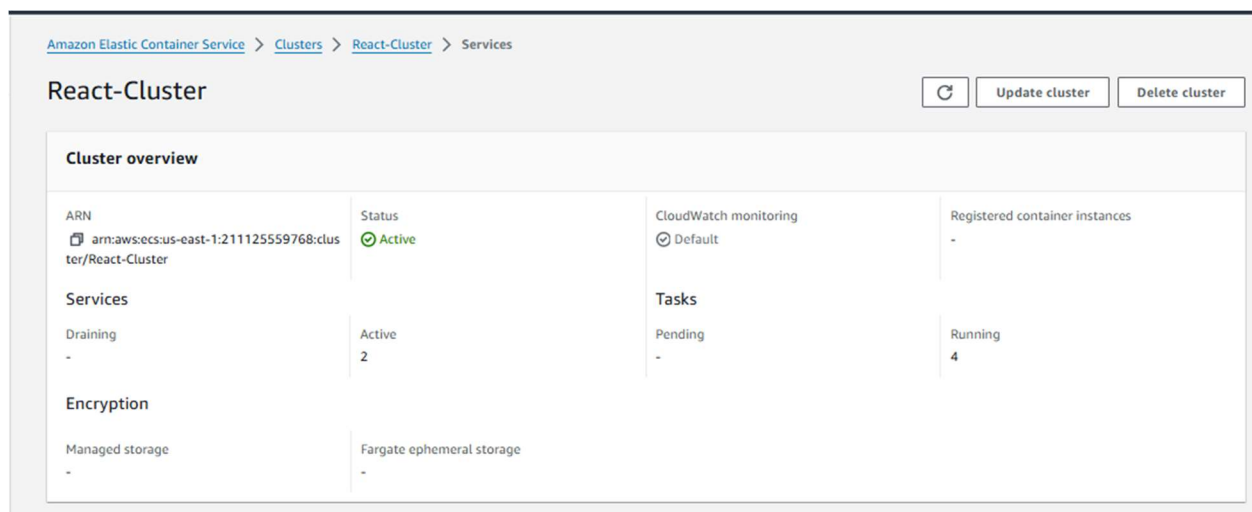 Amazon Elastic Container Service > Clusters > React-Cluster > Services
React-Cluster
Update cluster
Delete cluster
Cluster overview
ARN
arn:aws:ecs:us-east-1:211125559768:clus
ter/React-Cluster
Status
Active
CloudWatch monitoring
Default
Registered container instances
-
Services
Draining
-
Active
2
Tasks
Pending
-
Running
4
Encryption
Managed storage
-
Fargate ephemeral storage
-